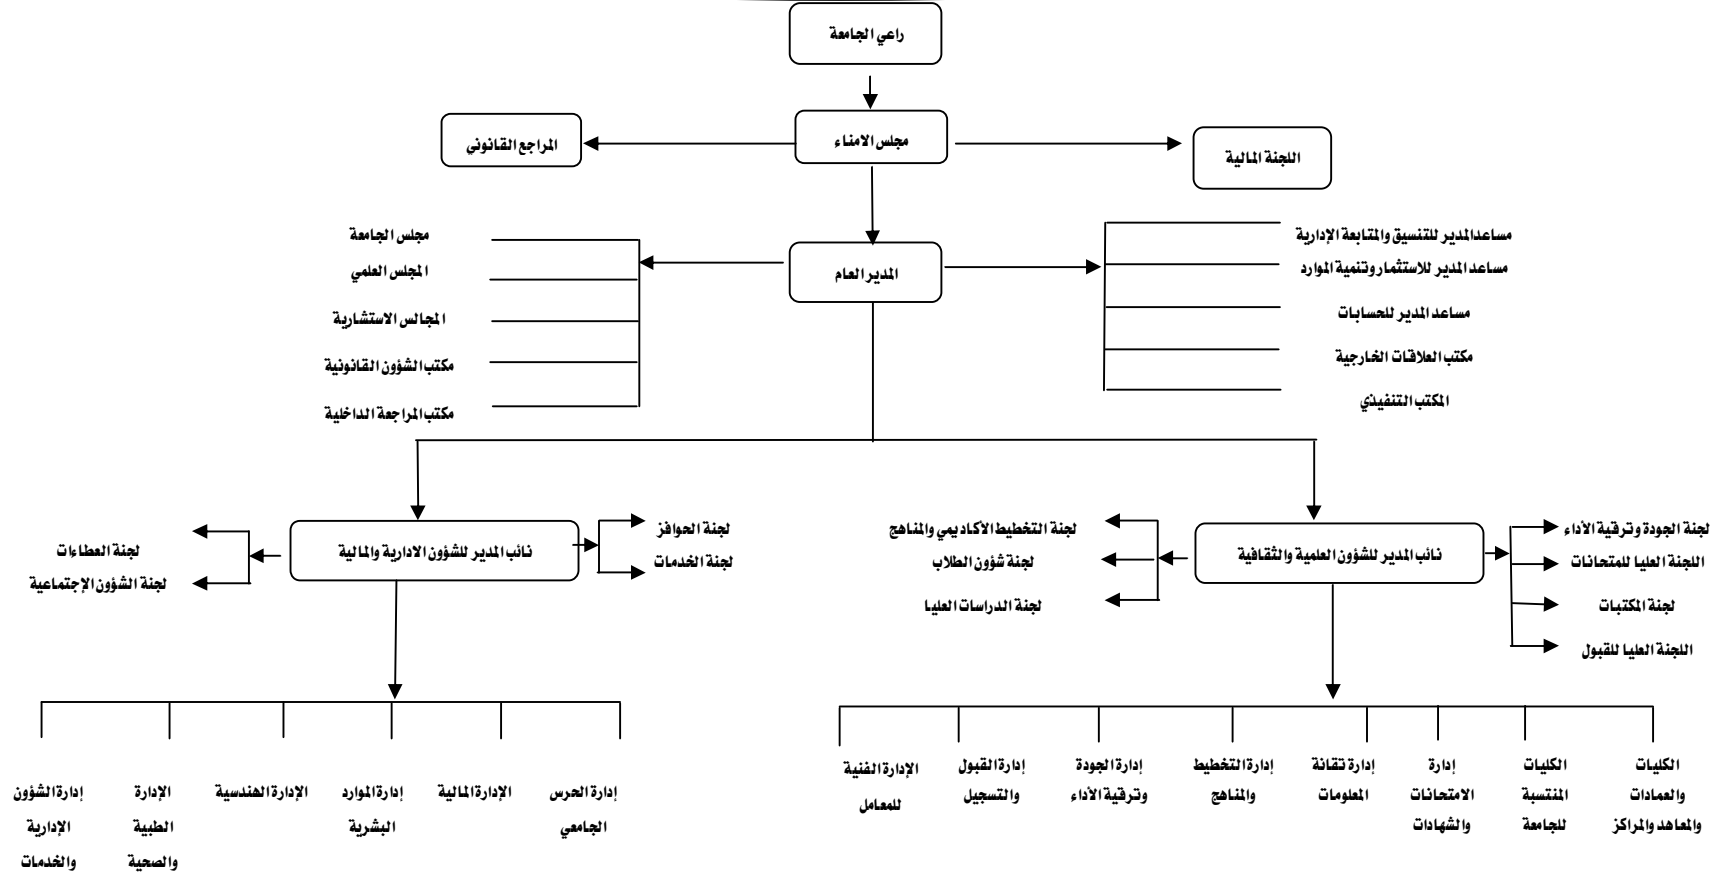 راعي الجامعة
مجلس الامناء
المراجع القانوني
اللجنة المالية
المدير العام
مساعدالمدير للتنسيق والمتابعة الإدارية
مساعد المدير للاستثمار وتنمية الموارد
مساعد المدير للحسابات
مكتب العلاقات الخارجية
المكتب التنفيذي
مجلس الجامعة
المجلس العلمي
المجالس الاستشارية
مكتب الشؤون القانونية
مكتب المراجعة الداخلية
نائب المدير للشؤون العلمية والثقافية
لجنة الجودة وترقية الأداء
اللجنة العليا للمتحانات
لجنة المكتبات
اللجنة العليا للقبول
لجنة التخطيط الأكاديمي والمناهج
لجنة شؤون الطلاب
لجنة الدراسات العليا
نائب المدير للشؤون الادارية والمالية
لجنة الحوافز
لجنة الخدمات
لجنة العطاءات
لجنة الشؤون الإجتماعية
الكليات
والعمادات
والمعاهد والمراكز
الكليات
المنتسبة
للجامعة
إدارة
الامتحانات
والشهادات
إدارة تقانة
المعلومات
إدارة التخطيط
والمناهج
إدارة الجودة
وترقية الأداء
إدارة القبول
والتسجيل
الإدارة الفنية
للمعامل
إدارة الحرس
الجامعي
الإدارة المالية
إدارة الموارد
البشرية
الإدارة الهندسية
الإدارة
الطبية
والصحية
إدارة الشؤون
الإدارية
والخدمات